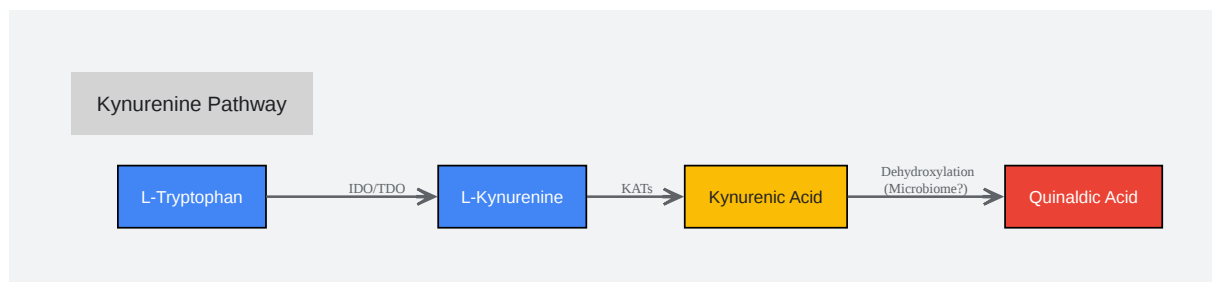 Kynurenine Pathway
L-Tryptophan
IDO/TDO
L-Kynurenine
KATs
Kynurenic Acid
Dehydroxylation
(Microbiome?)
Quinaldic Acid